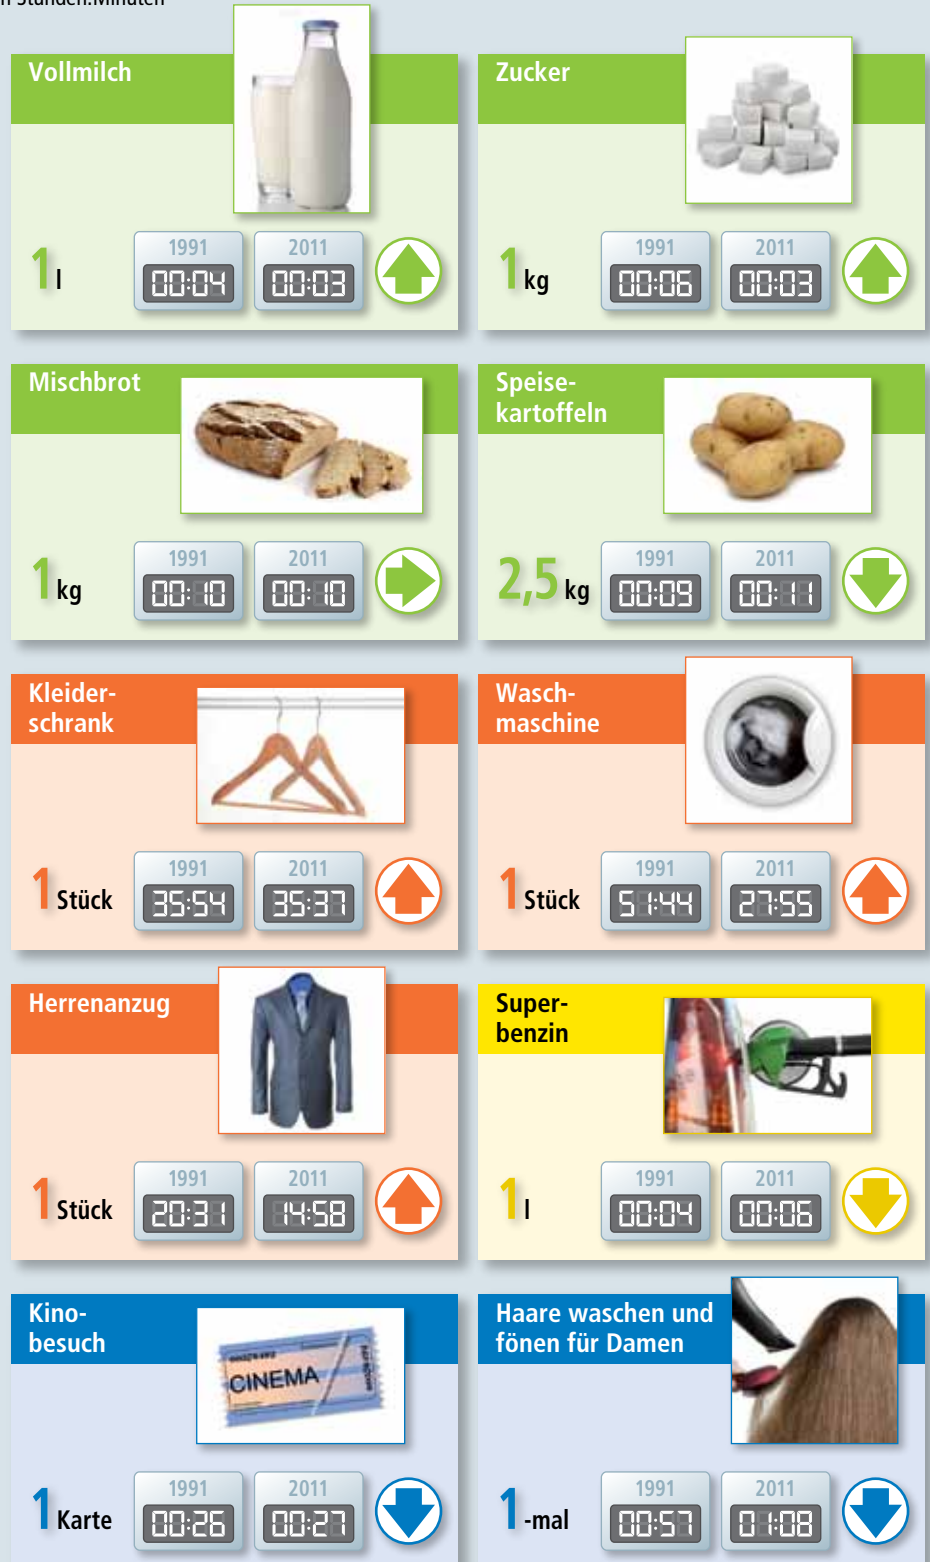 Stunden:Minuten
Vollmilch
1 l
1991
00:04
2011
00:03
Zucker
1 kg
1991
00:06
2011
00:03
Mischbrot
1 kg
1991
00:10
2011
00:10
Speise-
kartoffeln
2,5 kg
1991
00:09
2011
00:11
Kleider-
schrank
1 Stück
1991
35:54
2011
35:37
Wasch-
maschine
1 Stück
1991
51:44
2011
27:55
Herrenanzug
1 Stück
1991
20:31
2011
14:58
Super-
benzin
1 l
1991
00:04
2011
00:06
Kino-
besuch
CINEMA
1 Karte
1991
00:26
2011
00:27
Haare waschen und
fönen für Damen
1 -mal
1991
00:57
2011
01:08